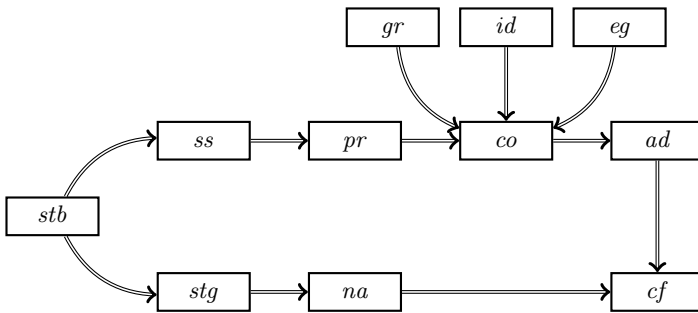 gr id eg
ss pr co ad
stb
stg na cf